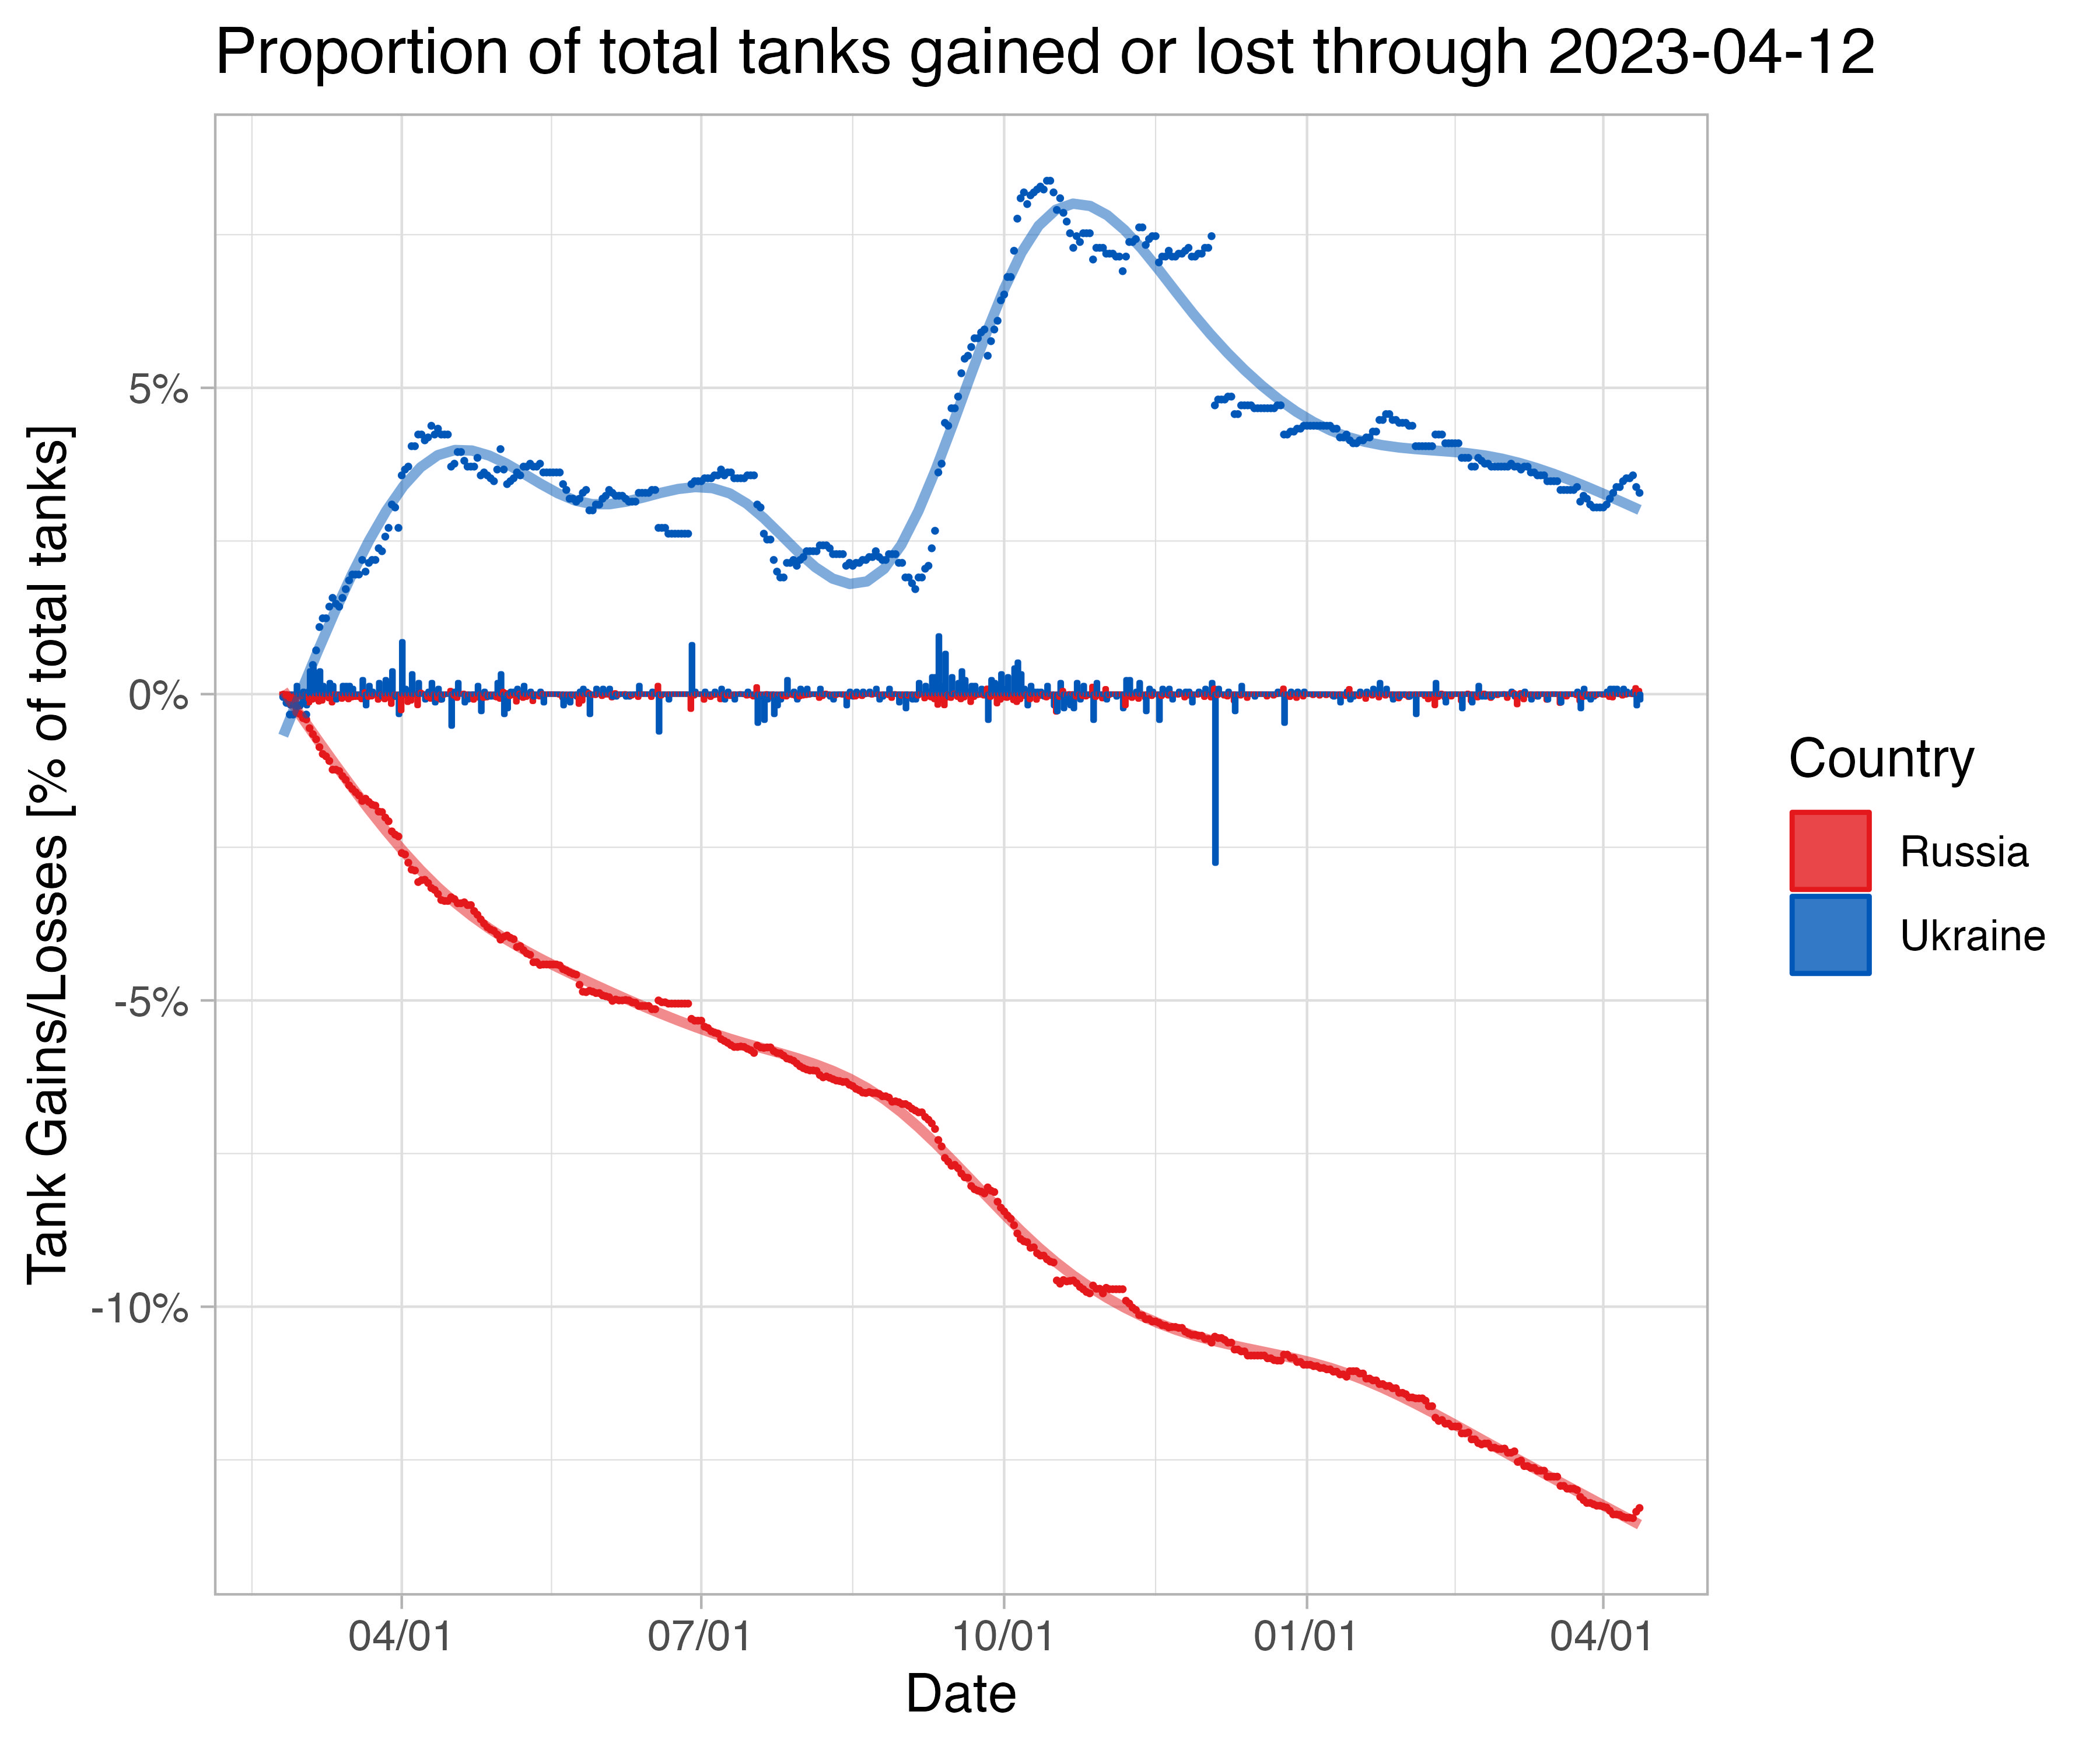 Proportion of total tanks gained or lost through 2023-04-12
Tank Gains/Losses [% of total tanks]
5%
0%
-5%
-10%
04/01
07/01
10/01
01/01
04/01
Date
Country
Russia
Ukraine